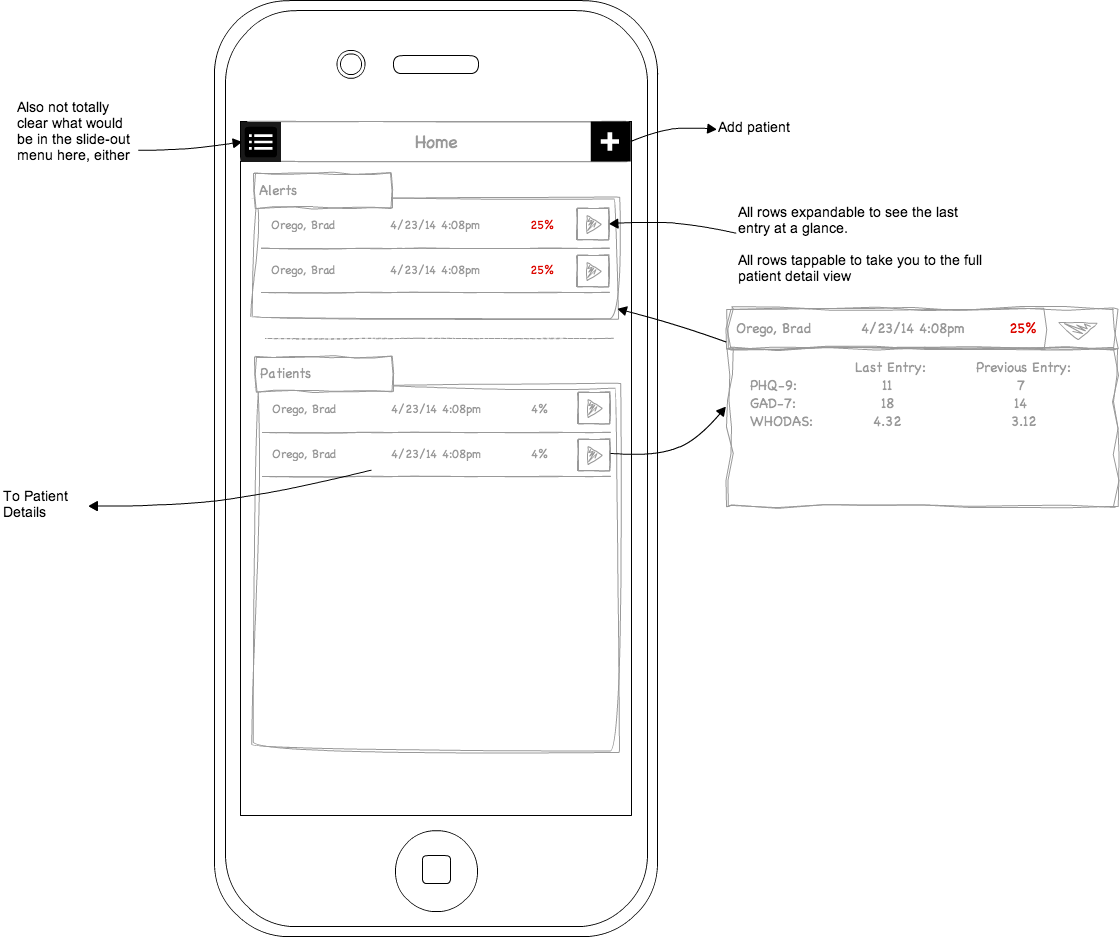 Also not totally
clear what would
be in the slide-out
menu here, either
Home
Add patient
Alerts
Orego, Brad 4/23/14 4:08pm 25%
Orego, Brad 4/23/14 4:08pm 25%
All rows expandable to see the last
entry at a glance.
All rows tappable to take you to the full
patient detail view
Orego, Brad 4/23/14 4:08pm 25%
Last Entry: Previous Entry:
PHQ-9: 11 7
GAD-7: 18 14
WHODAS: 4.32 3.12
Patients
Orego, Brad 4/23/14 4:08pm 4%
Orego, Brad 4/23/14 4:08pm 4%
To Patient
Details